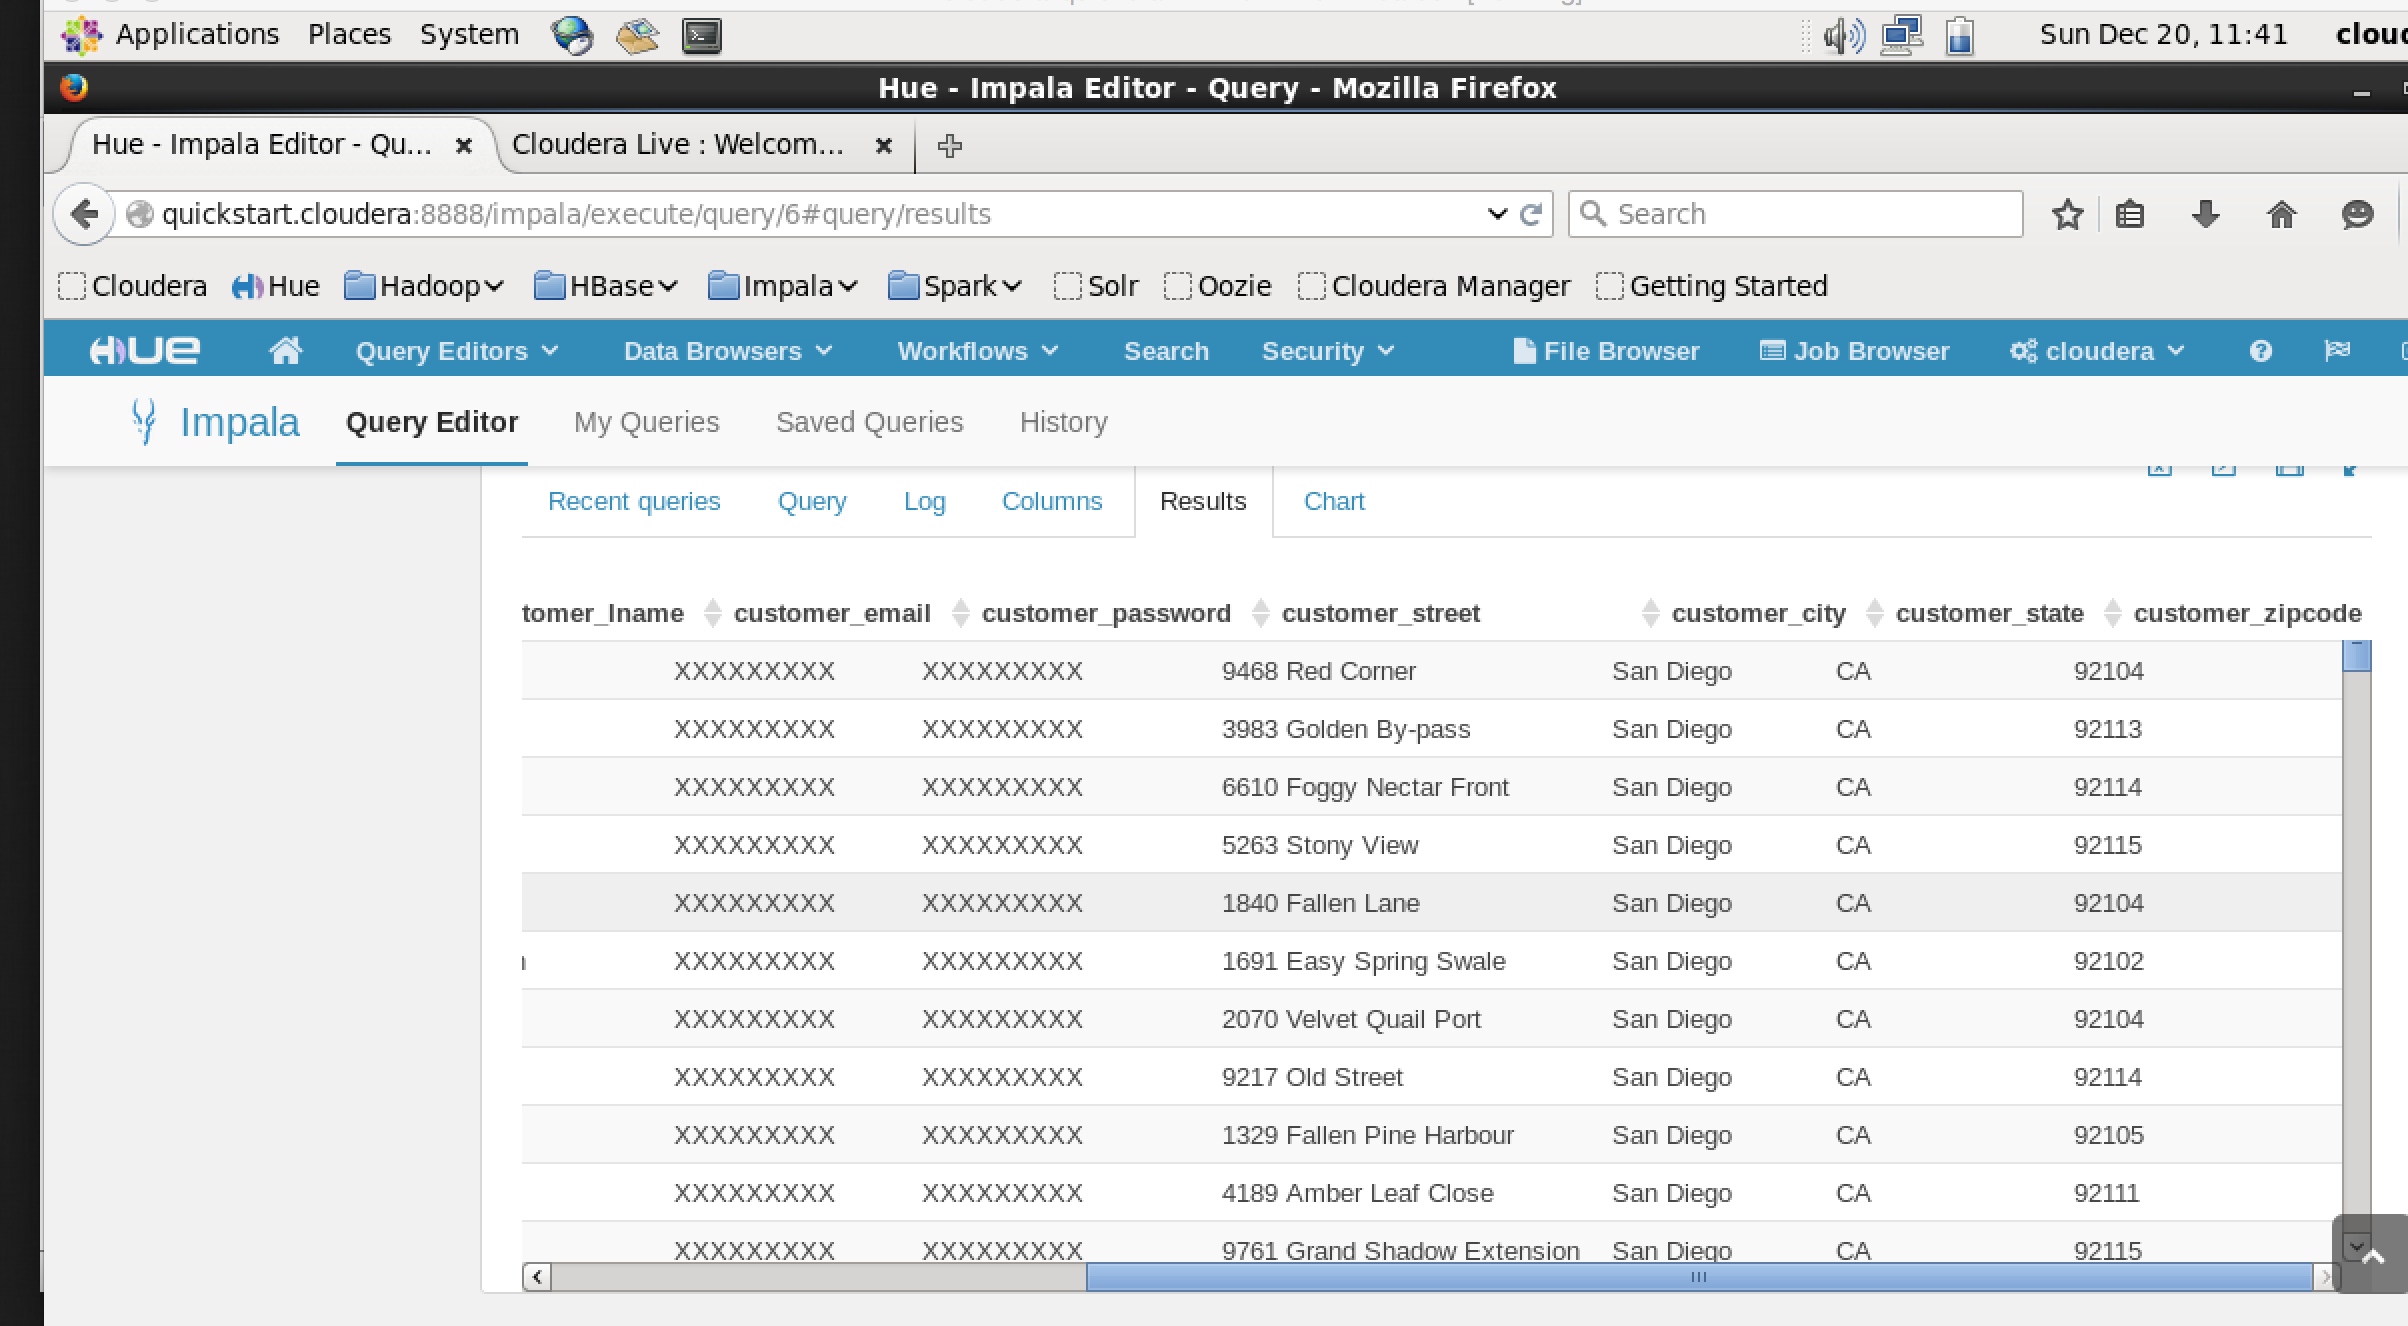 Applications Places System Sun Dec 20, 11:41 clou
Hue - Impala Editor - Query - Mozilla Firefox
Hue - Impala Editor - Qu... Cloudera Live : Welcom...
quickstart.cloudera:8888/impala/execute/query/6#query/results Search
Cloudera Hue Hadoop HBase Impala Spark Solr Oozie Cloudera Manager Getting Started
HUE Query Editors Data Browsers Workflows Search Security File Browser Job Browser cloudera
Impala Query Editor My Queries Saved Queries History
Recent queries Query Log Columns Results Chart
tomer_lname customer_email customer_password customer_street customer_city customer_state customer_zipcode
XXXXXXXXX XXXXXXXXX 9468 Red Corner San Diego CA 92104
XXXXXXXXX XXXXXXXXX 3983 Golden By-pass San Diego CA 92113
XXXXXXXXX XXXXXXXXX 6610 Foggy Nectar Front San Diego CA 92114
XXXXXXXXX XXXXXXXXX 5263 Stony View San Diego CA 92115
XXXXXXXXX XXXXXXXXX 1840 Fallen Lane San Diego CA 92104
XXXXXXXXX XXXXXXXXX 1691 Easy Spring Swale San Diego CA 92102
XXXXXXXXX XXXXXXXXX 2070 Velvet Quail Port San Diego CA 92104
XXXXXXXXX XXXXXXXXX 9217 Old Street San Diego CA 92114
XXXXXXXXX XXXXXXXXX 1329 Fallen Pine Harbour San Diego CA 92105
XXXXXXXXX XXXXXXXXX 4189 Amber Leaf Close San Diego CA 92111
XXXXXXXXX XXXXXXXXX 9761 Grand Shadow Extension San Diego CA 92115